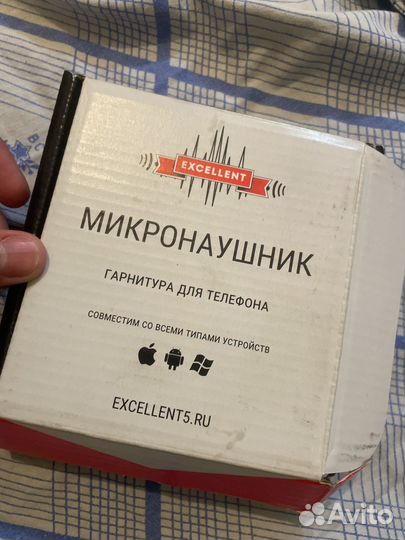 EXCELLENT
МИКРОНАУШНИК
ГАРНИТУРА ДЛЯ ТЕЛЕФОНА
СОВМЕСТИМ СО ВСЕМИ ТИПАМИ УСТРОЙСТВ
EXCELLENT5.RU
Avito